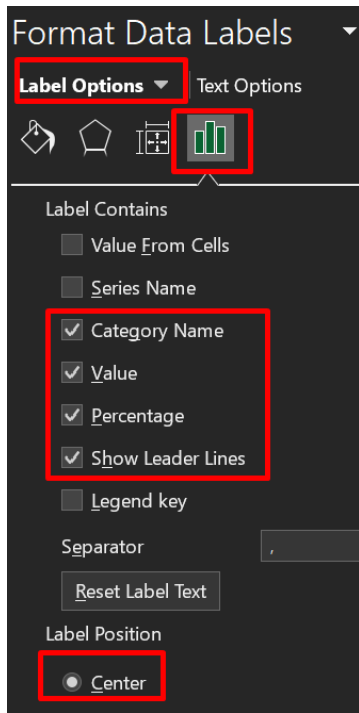 Format Data Labels
Label Options Text Options
Label Contains
Value From Cells
Series Name
Category Name
Value
Percentage
Show Leader Lines
Legend key
Separator ,
Reset Label Text
Label Position
Center